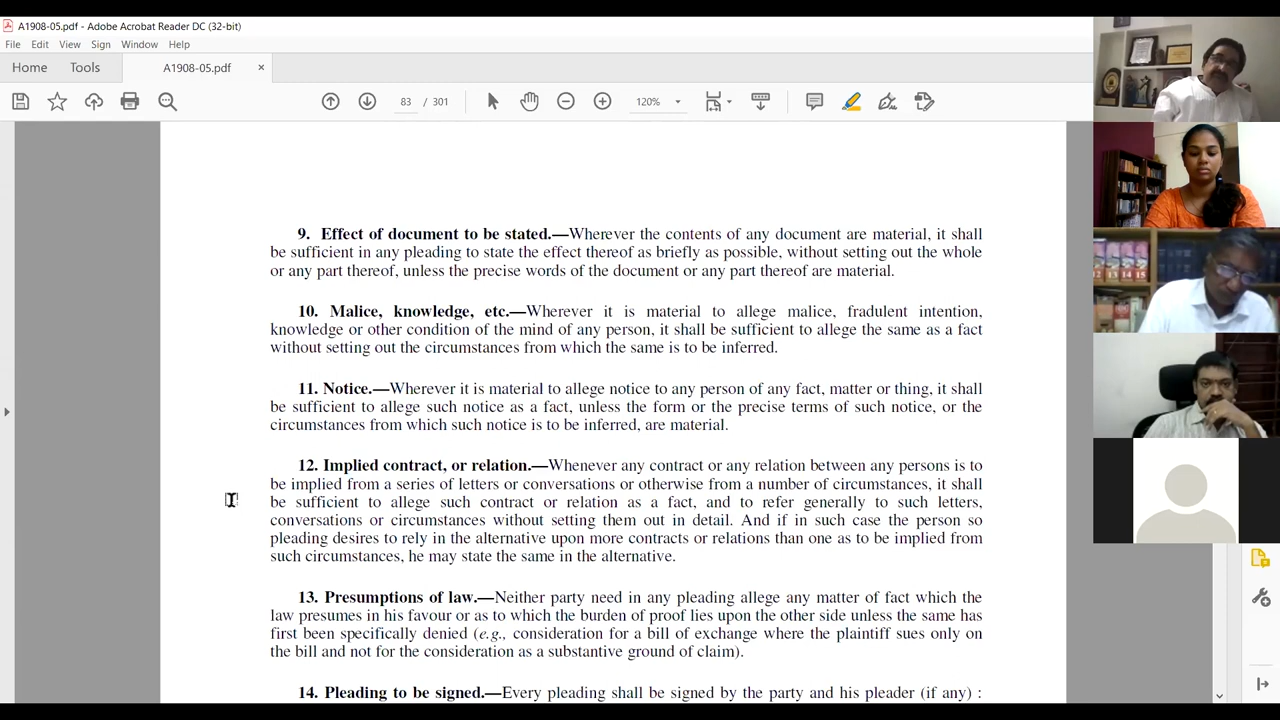 A1908-05.pdf - Adobe Acrobat Reader DC (32-bit)
File Edit View Sign Window Help
Home Tools A1908-05.pdf ×
83 / 301 120%
9. Effect of document to be stated.—Wherever the contents of any document are material, it shall
be sufficient in any pleading to state the effect thereof as briefly as possible, without setting out the whole
or any part thereof, unless the precise words of the document or any part thereof are material.
10. Malice, knowledge, etc.—Wherever it is material to allege malice, fradulent intention,
knowledge or other condition of the mind of any person, it shall be sufficient to allege the same as a fact
without setting out the circumstances from which the same is to be inferred.
11. Notice.—Wherever it is material to allege notice to any person of any fact, matter or thing, it shall
be sufficient to allege such notice as a fact, unless the form or the precise terms of such notice, or the
circumstances from which such notice is to be inferred, are material.
12. Implied contract, or relation.—Whenever any contract or any relation between any persons is to
be implied from a series of letters or conversations or otherwise from a number of circumstances, it shall
be sufficient to allege such contract or relation as a fact, and to refer generally to such letters,
conversations or circumstances without setting them out in detail. And if in such case the person so
pleading desires to rely in the alternative upon more contracts or relations than one as to be implied from
such circumstances, he may state the same in the alternative.
13. Presumptions of law.—Neither party need in any pleading allege any matter of fact which the
law presumes in his favour or as to which the burden of proof lies upon the other side unless the same has
first been specifically denied (e.g., consideration for a bill of exchange where the plaintiff sues only on
the bill and not for the consideration as a substantive ground of claim).
14. Pleading to be signed.—Every pleading shall be signed by the party and his pleader (if any) :
12 13 14 15